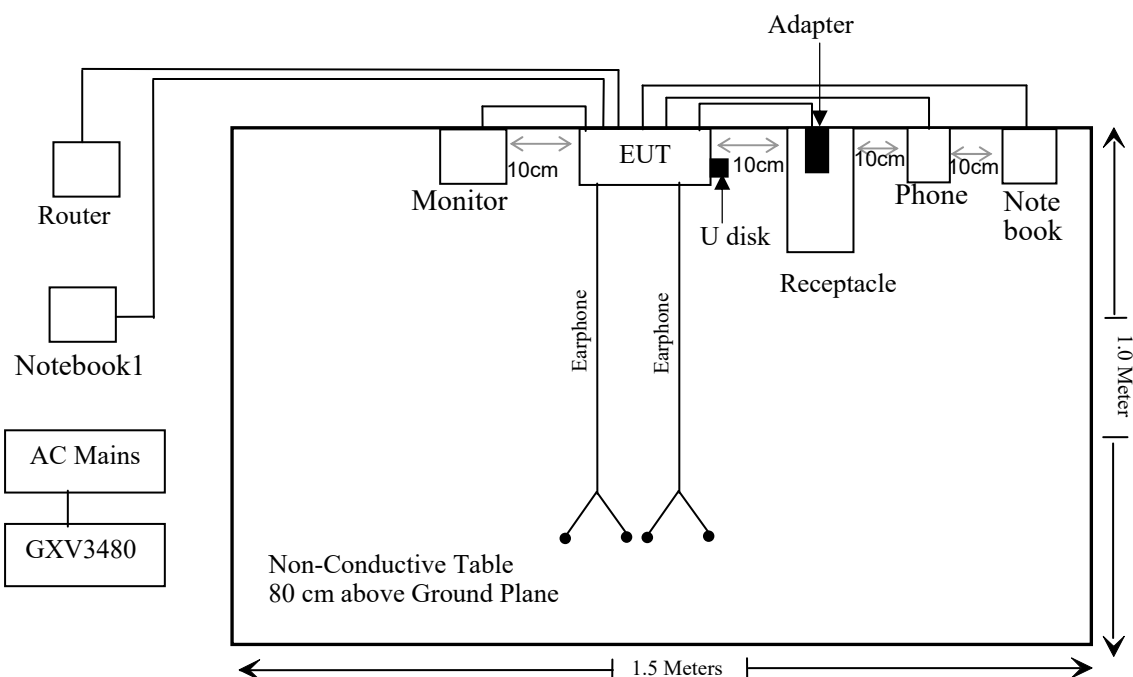 Adapter
EUT
10cm
10cm
10cm
10cm
Monitor
U disk
Phone
Note
book
Receptacle
Router
Notebook1
Earphone
Earphone
AC Mains
GXV3480
Non-Conductive Table
80 cm above Ground Plane
1.0 Meter
1.5 Meters